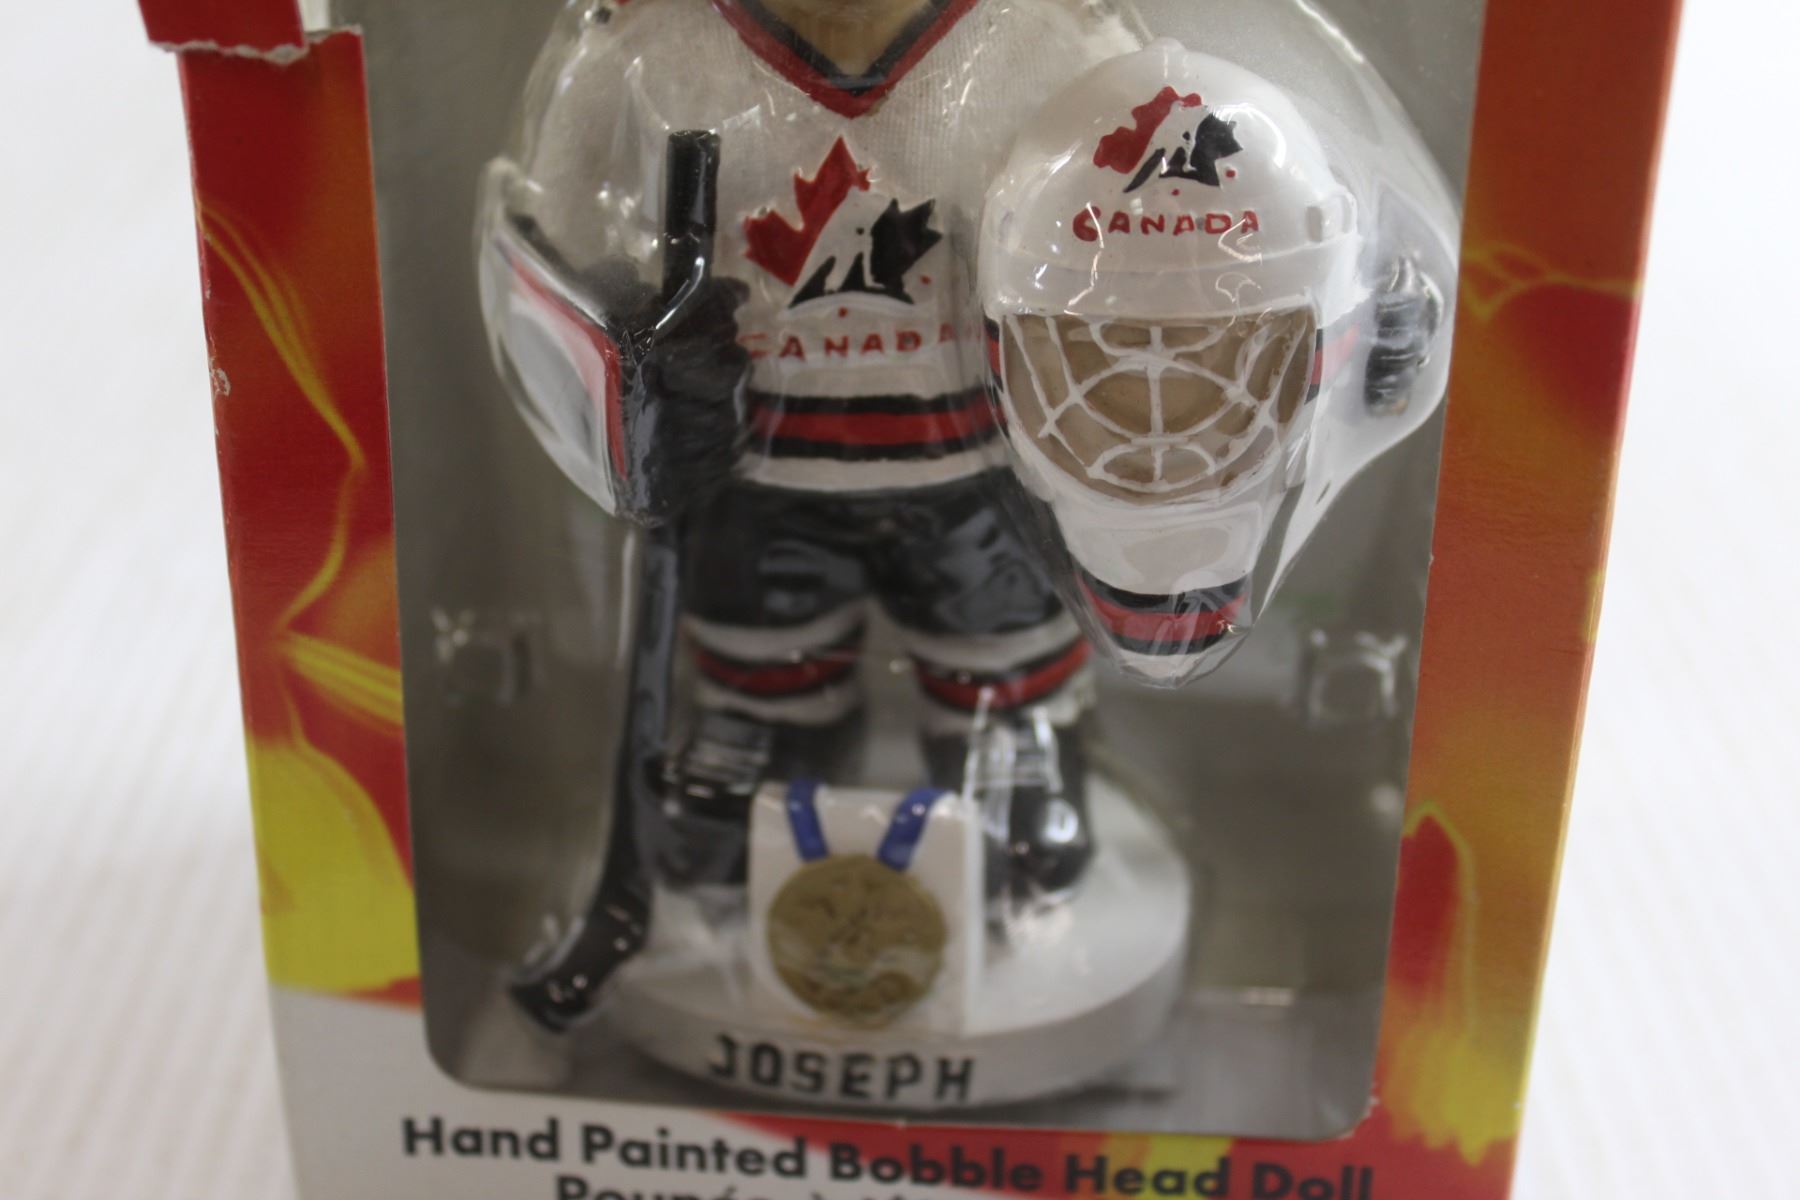 CANADA
CANADA
JOSEPH
Hand Painted Bobble Head Doll